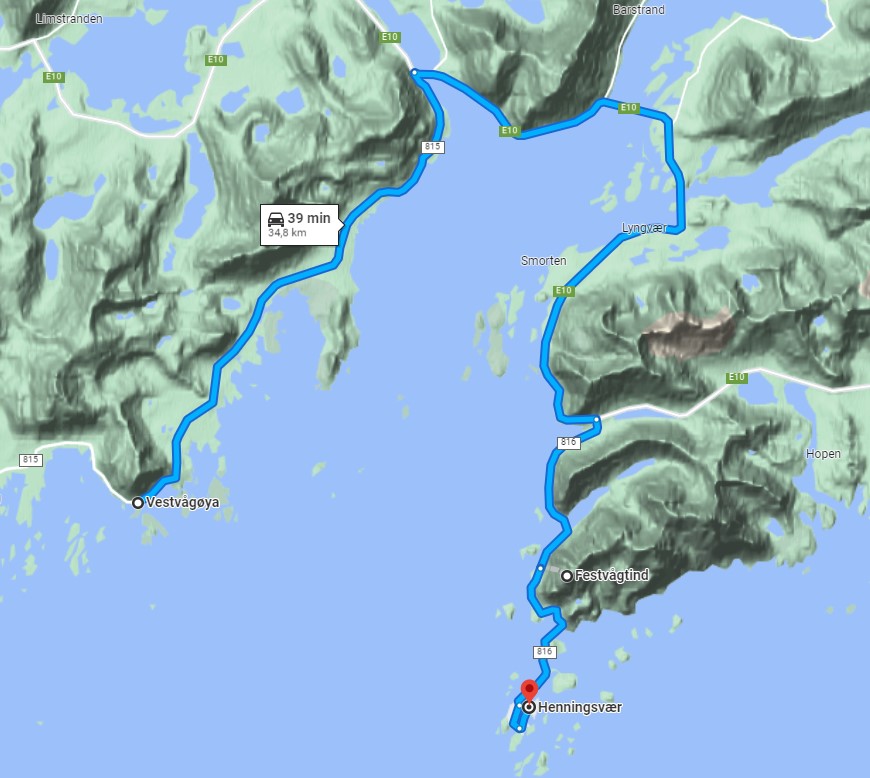 Limstranden
Barstrand
E10
E10
E10
E10
E10
815
39 min
34,8 km
Lyngvær
Smorten
E10
E10
816
815
Hopen
Vestvågøya
Festvågtind
816
Henningsvær